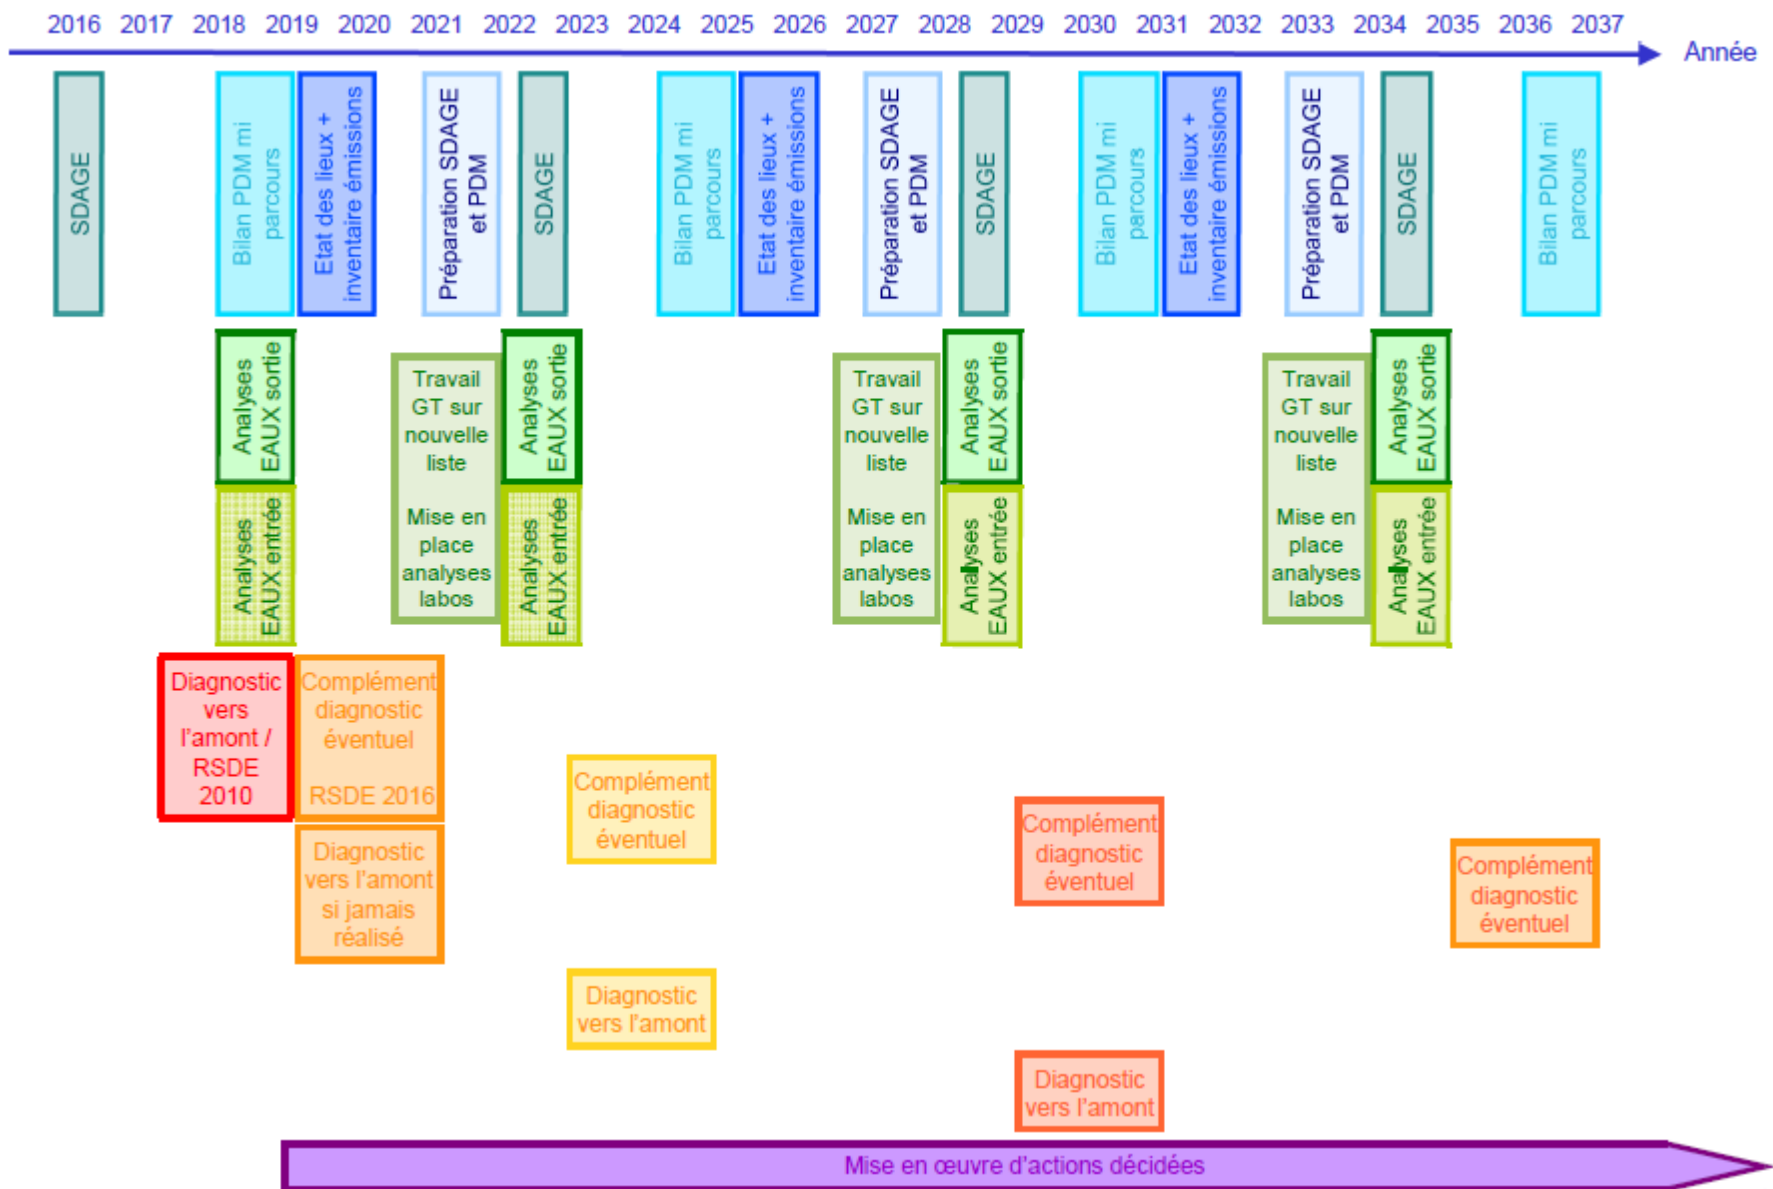 2016 2017 2018 2019 2020 2021 2022 2023 2024 2025 2026 2027 2028 2029 2030 2031 2032 2033 2034 2035 2036 2037
Année
SDAGE
Bilan PDM mi
parcours
Etat des lieux +
inventaire émissions
Préparation SDAGE
et PDM
SDAGE
Bilan PDM mi
parcours
Etat des lieux +
inventaire émissions
Préparation SDAGE
et PDM
SDAGE
Bilan PDM mi
parcours
Etat des lieux +
inventaire émissions
Préparation SDAGE
et PDM
SDAGE
Bilan PDM mi
parcours
Analyses
EAUX sortie
Analyses
EAUX entrée
Travail
GT sur
nouvelle
liste
Mise en
place
analyses
labos
Analyses
EAUX sortie
Analyses
EAUX entrée
Travail
GT sur
nouvelle
liste
Mise en
place
analyses
labos
Analyses
EAUX sortie
Analyses
EAUX entrée
Travail
GT sur
nouvelle
liste
Mise en
place
analyses
labos
Analyses
EAUX sortie
Analyses
EAUX entrée
Diagnostic
vers
l'amont /
RSDE
2010
Complément
diagnostic
éventuel
RSDE 2016
Diagnostic
vers l'amont
si jamais
réalisé
Complément
diagnostic
éventuel
Diagnostic
vers l'amont
Complément
diagnostic
éventuel
Diagnostic
vers l'amont
Complément
diagnostic
éventuel
Mise en œuvre d'actions décidées